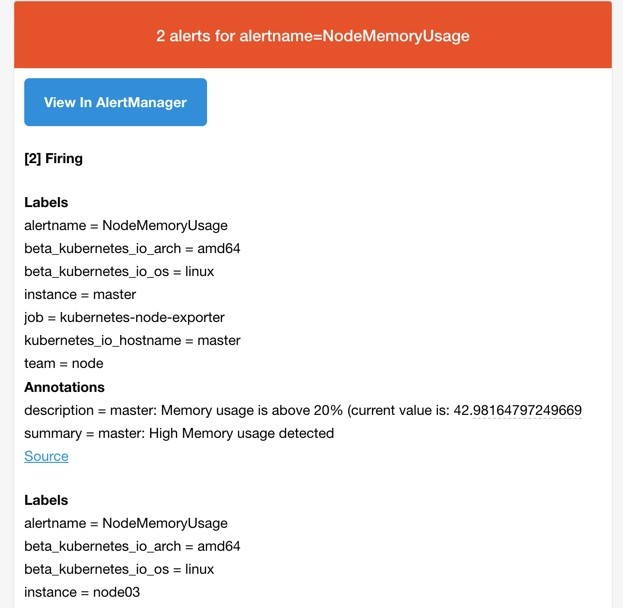 2 alerts for alertname=NodeMemoryUsage
View In AlertManager
[2] Firing
Labels
alertname = NodeMemoryUsage
beta_kubernetes_io_arch = amd64
beta_kubernetes_io_os = linux
instance = master
job = kubernetes-node-exporter
kubernetes_io_hostname = master
team = node
Annotations
description = master: Memory usage is above 20% (current value is: 42.98164797249669
summary = master: High Memory usage detected
Source
Labels
alertname = NodeMemoryUsage
beta_kubernetes_io_arch = amd64
beta_kubernetes_io_os = linux
instance = node03